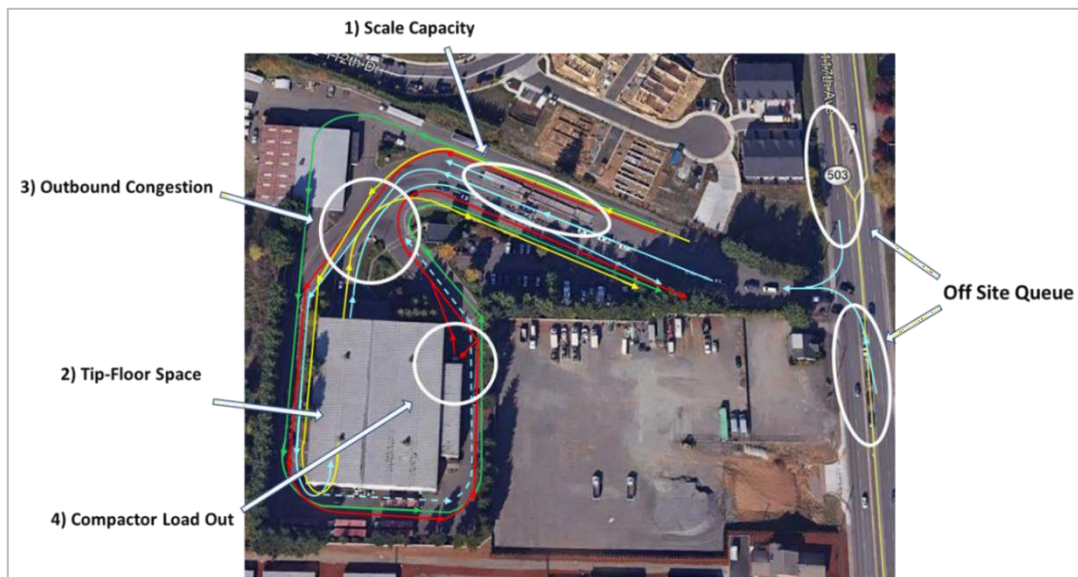 1) Scale Capacity
503
3) Outbound Congestion
Off Site Queue
2) Tip-Floor Space
4) Compactor Load Out